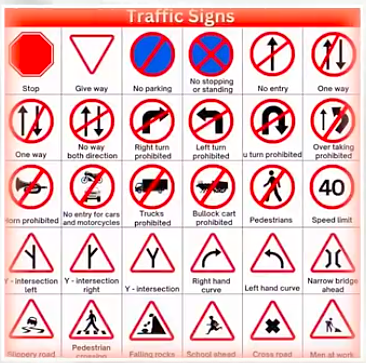 Traffic Signs
Stop
Give way
No parking
No stopping
or standing
No entry
One way
One way
No way
both direction
Right turn
prohibited
Left turn
prohibited
u turn prohibited
Over taking
prohibited
Horn prohibited
No entry for cars
and motorcycles
Trucks
prohibited
Bullock cart
prohibited
Pedestrians
40
Speed limit
Y - intersection
left
Y - intersection
right
Y - intersection
Right hand
curve
Left hand curve
Narrow bridge
ahead
Slippery road
Pedestrian
crossing
Falling rocks
School ahead
Cross road
Men at work